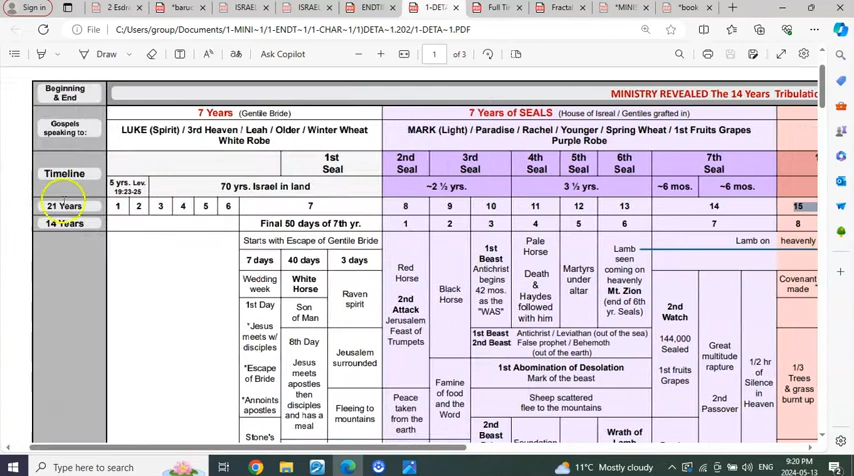 Sign in
2 Esdre
*baruc
ISRAEL
ISRAEL
ENDTIM
1-DETA
Full Tim
Fractal
*MINIS
*book
C:/Users/group/Documents/1-MINI~1/1-ENDT~1/1-CHAR~1/1)DETA~1.202/1-DETA~1.PDF
Draw
Ask Copilot
1 of 3
Beginning & End
MINISTRY REVEALED The 14 Years Tribulatio
Gospels speaking to:
7 Years (Gentile Bride)
7 Years of SEALS (House of Isreal / Gentiles grafted in)
LUKE (Spirit) / 3rd Heaven / Leah / Older / Winter Wheat
White Robe
MARK (Light) / Paradise / Rachel / Younger / Spring Wheat / 1st Fruits Grapes
Purple Robe
Timeline
1st Seal
2nd Seal
3rd Seal
4th Seal
5th Seal
6th Seal
7th Seal
5 yrs. Lev. 19:23-25
70 yrs. Israel in land
~2 ½ yrs.
3 ½ yrs.
~6 mos.
~6 mos.
21 Years 1 2 3 4 5 6 7 8 9 10 11 12 13 14 15
14 Years Final 50 days of 7th yr. 1 2 3 4 5 6 7 8
Starts with Escape of Gentile Bride
7 days
40 days
3 days
Wedding week
1st Day
*Jesus meets w/ disciples
*Escape of Bride
*Annoints apostles
Stone's
White Horse
Son of Man
8th Day
Jesus meets apostles then disciples and has a meal
Raven spirit
Jerusalem surrounded
Fleeing to mountains
Red Horse
2nd Attack
Jerusalem Feast of Trumpets
Peace taken from the earth
Black Horse
Famine of food and the Word
1st Beast
Antichrist begins 42 mos. as the "WAS"
Pale Horse
Death & Haydes followed with him
Martyrs under altar
Lamb seen coming on heavenly
Mt. Zion
(end of 6th yr. Seals)
Lamb on heavenly
1st Beast Antichrist / Leviathan (out of the sea)
2nd Beast False prophet / Behemoth
(out of the earth)
1st Abomination of Desolation
Mark of the beast
Sheep scattered
flee to the mountains
2nd Beast
Foundation
Wrath of Lamb
2nd Watch
144,000 Sealed
1st fruits Grapes
Great multitude rapture
2nd Passover
1/2 hr of Silence in Heaven
Covenant made
1/3 Trees & grass burnt up
Type here to search
11°C Mostly cloudy
9:20 PM
2024-05-13